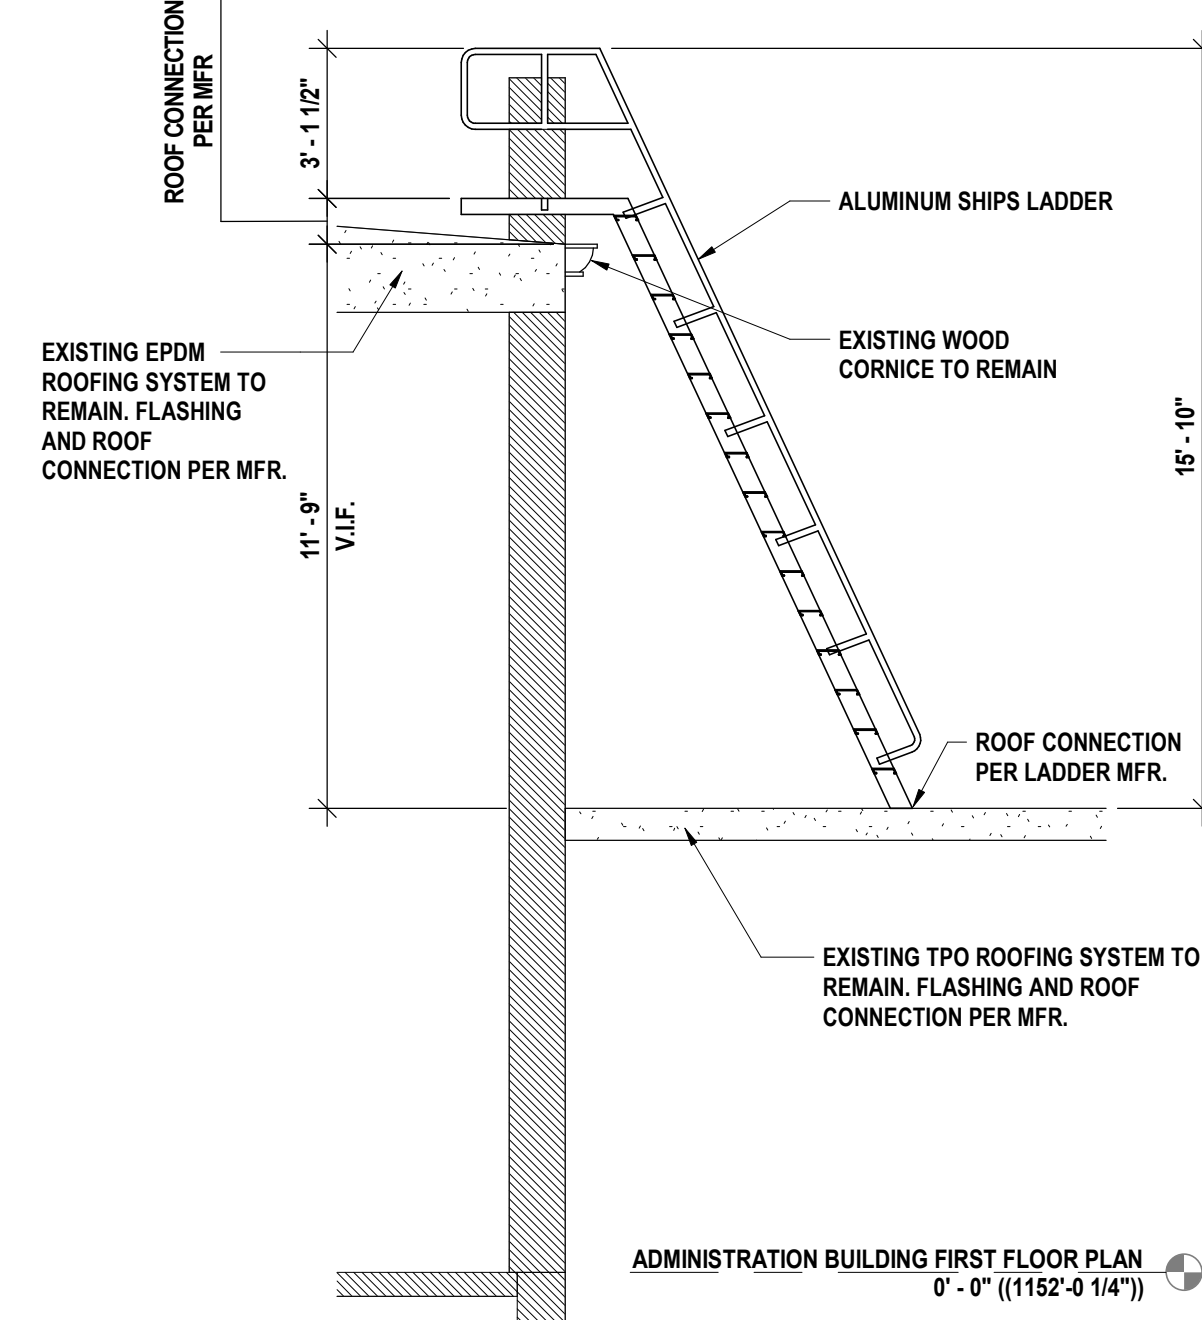 ROOF CONNECTION
PER MFR
3' - 1 1/2"
ALUMINUM SHIPS LADDER
EXISTING EPDM
ROOFING SYSTEM TO
REMAIN. FLASHING
AND ROOF
CONNECTION PER MFR.
EXISTING WOOD
CORNICE TO REMAIN
15' - 10"
11' - 9"
V.I.F.
ROOF CONNECTION
PER LADDER MFR.
EXISTING TPO ROOFING SYSTEM TO
REMAIN. FLASHING AND ROOF
CONNECTION PER MFR.
ADMINISTRATION BUILDING FIRST FLOOR PLAN
0' - 0" ((1152'-0 1/4"))